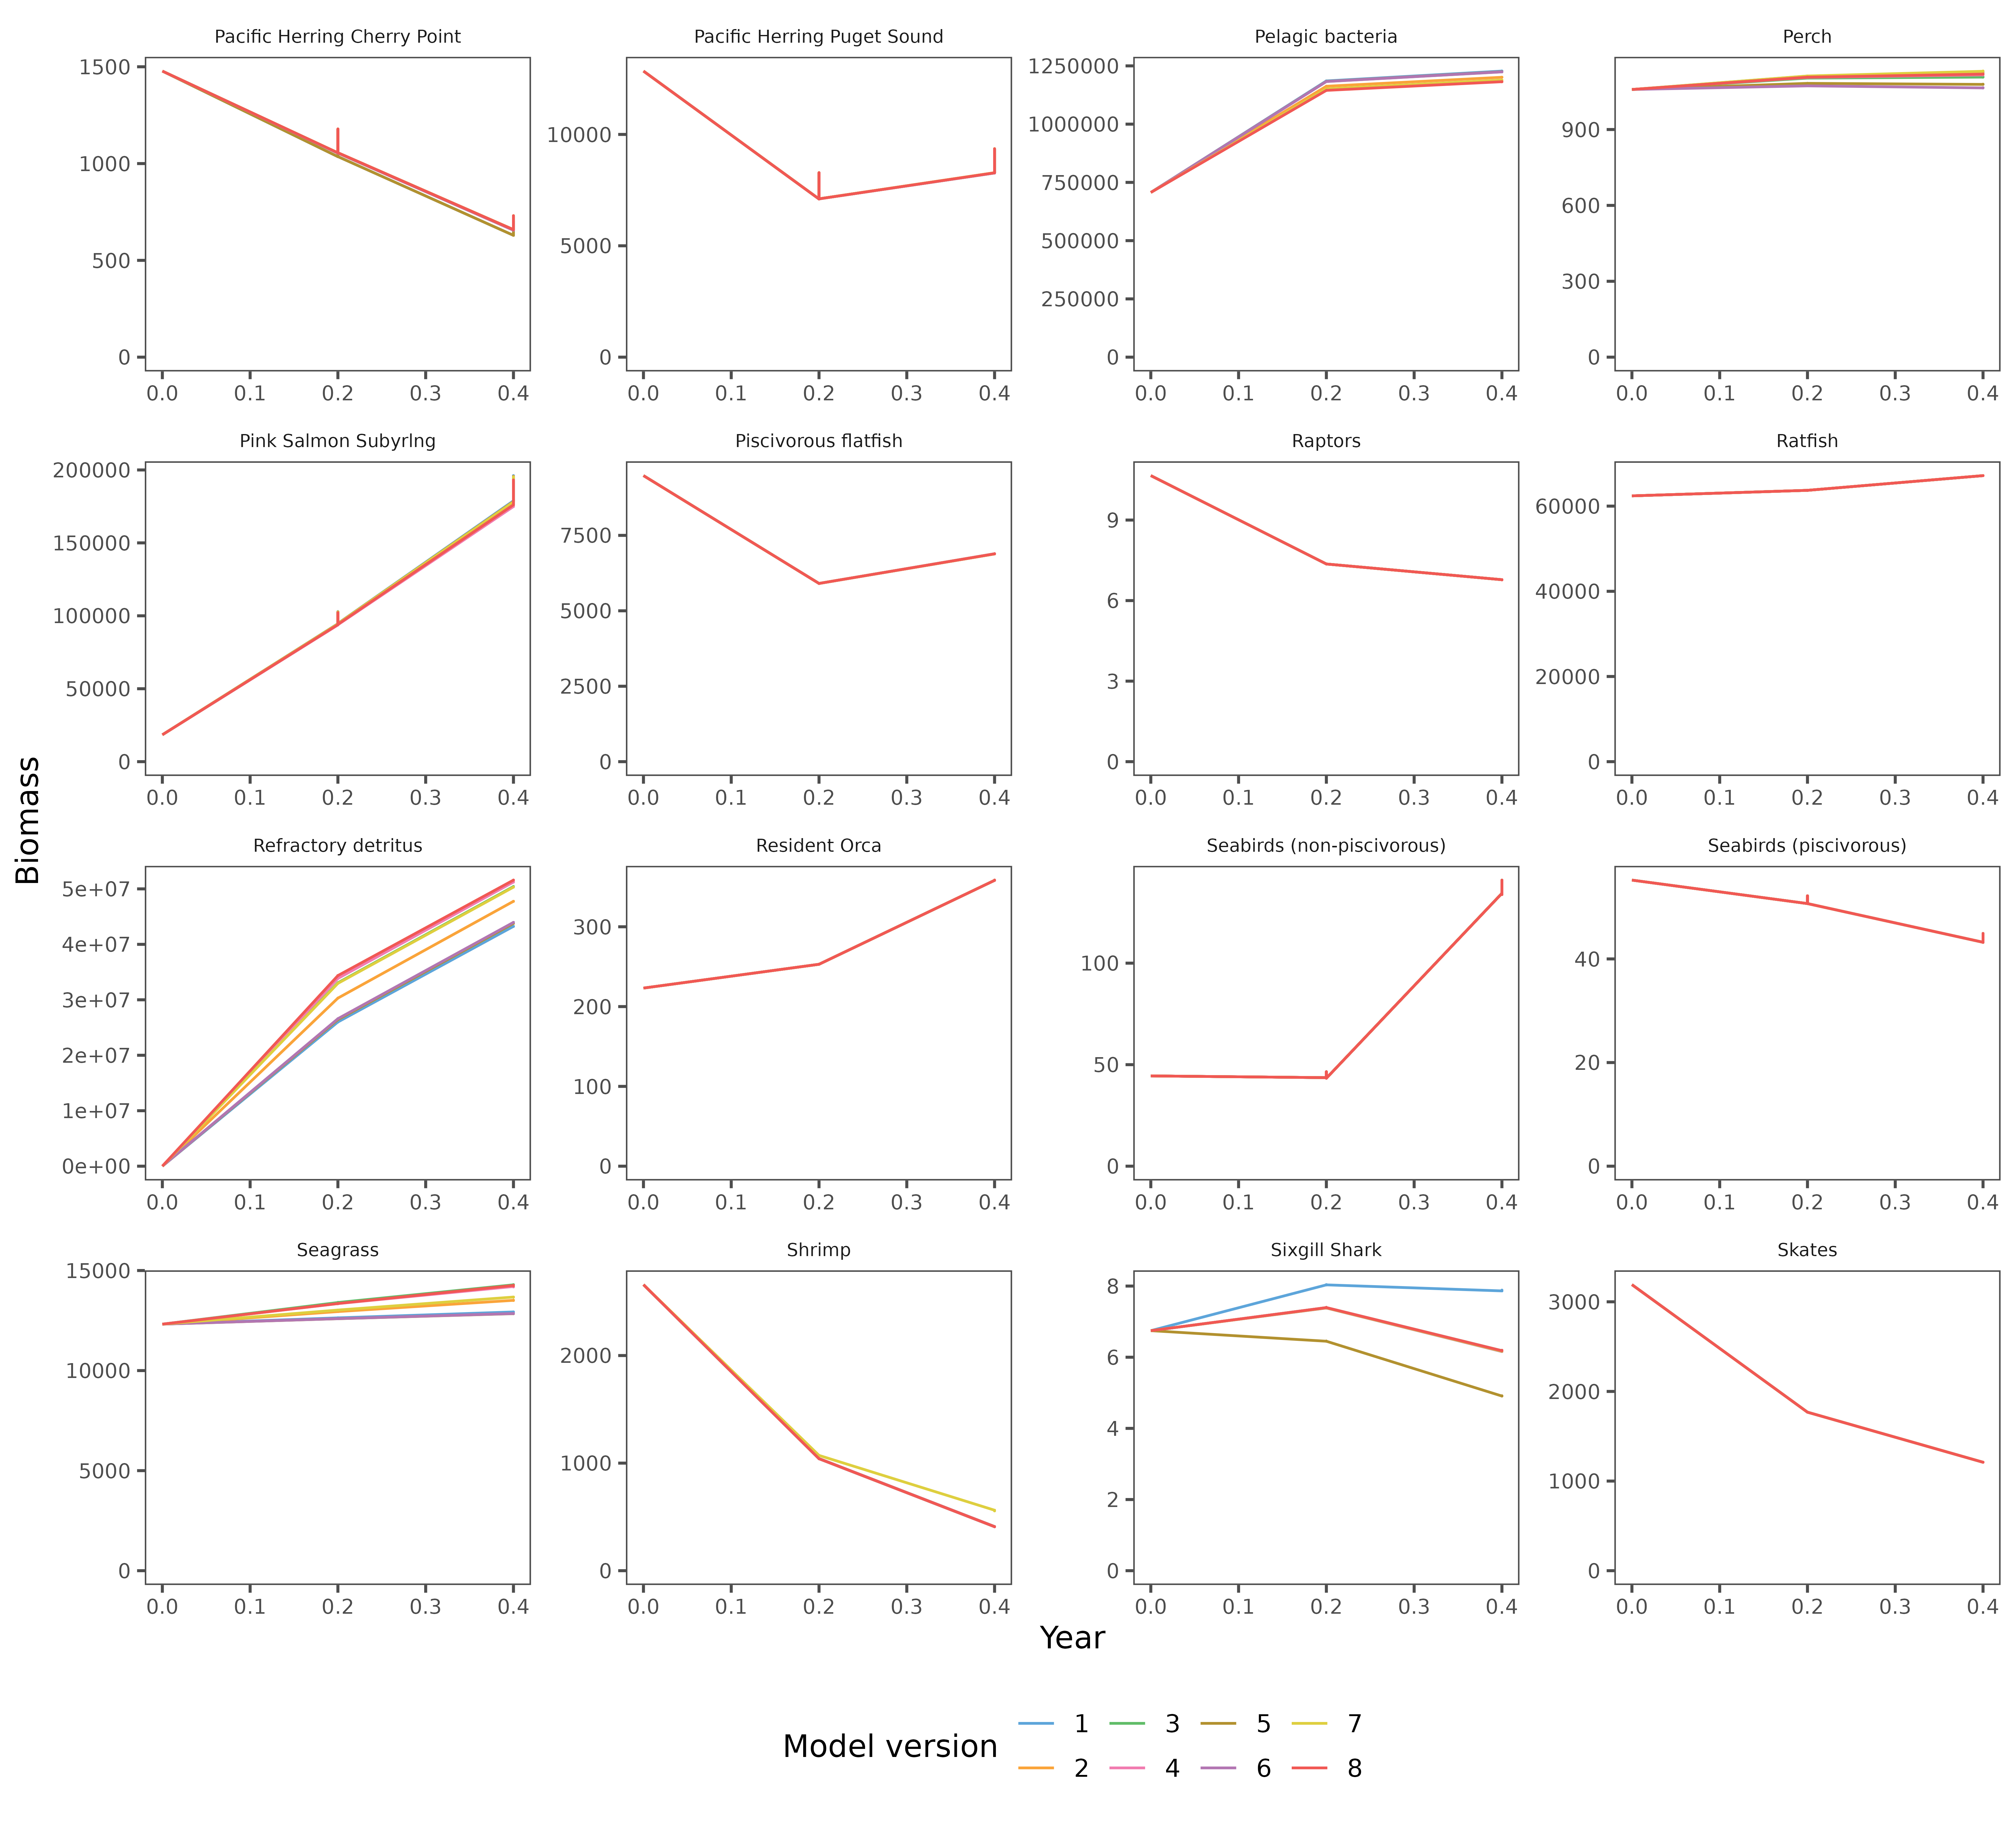 Pacific Herring Cherry Point
Pacific Herring Puget Sound
Pelagic bacteria
Perch
1500
1000
500
0
10000
5000
0
1250000
1000000
750000
500000
250000
0
900
600
300
0
0.0 0.1 0.2 0.3 0.4
0.0 0.1 0.2 0.3 0.4
0.0 0.1 0.2 0.3 0.4
0.0 0.1 0.2 0.3 0.4
Pink Salmon Subyrlng
Piscivorous flatfish
Raptors
Ratfish
200000
150000
100000
50000
0
7500
5000
2500
0
9
6
3
0
60000
40000
20000
0
0.0 0.1 0.2 0.3 0.4
0.0 0.1 0.2 0.3 0.4
0.0 0.1 0.2 0.3 0.4
0.0 0.1 0.2 0.3 0.4
Biomass
Refractory detritus
Resident Orca
Seabirds (non-piscivorous)
Seabirds (piscivorous)
5e+07
4e+07
3e+07
2e+07
1e+07
0e+00
300
200
100
0
100
50
0
40
20
0
0.0 0.1 0.2 0.3 0.4
0.0 0.1 0.2 0.3 0.4
0.0 0.1 0.2 0.3 0.4
0.0 0.1 0.2 0.3 0.4
Seagrass
Shrimp
Sixgill Shark
Skates
15000
10000
5000
0
2000
1000
0
8
6
4
2
0
3000
2000
1000
0
0.0 0.1 0.2 0.3 0.4
0.0 0.1 0.2 0.3 0.4
0.0 0.1 0.2 0.3 0.4
0.0 0.1 0.2 0.3 0.4
Year
Model version
1 3 5 7
2 4 6 8